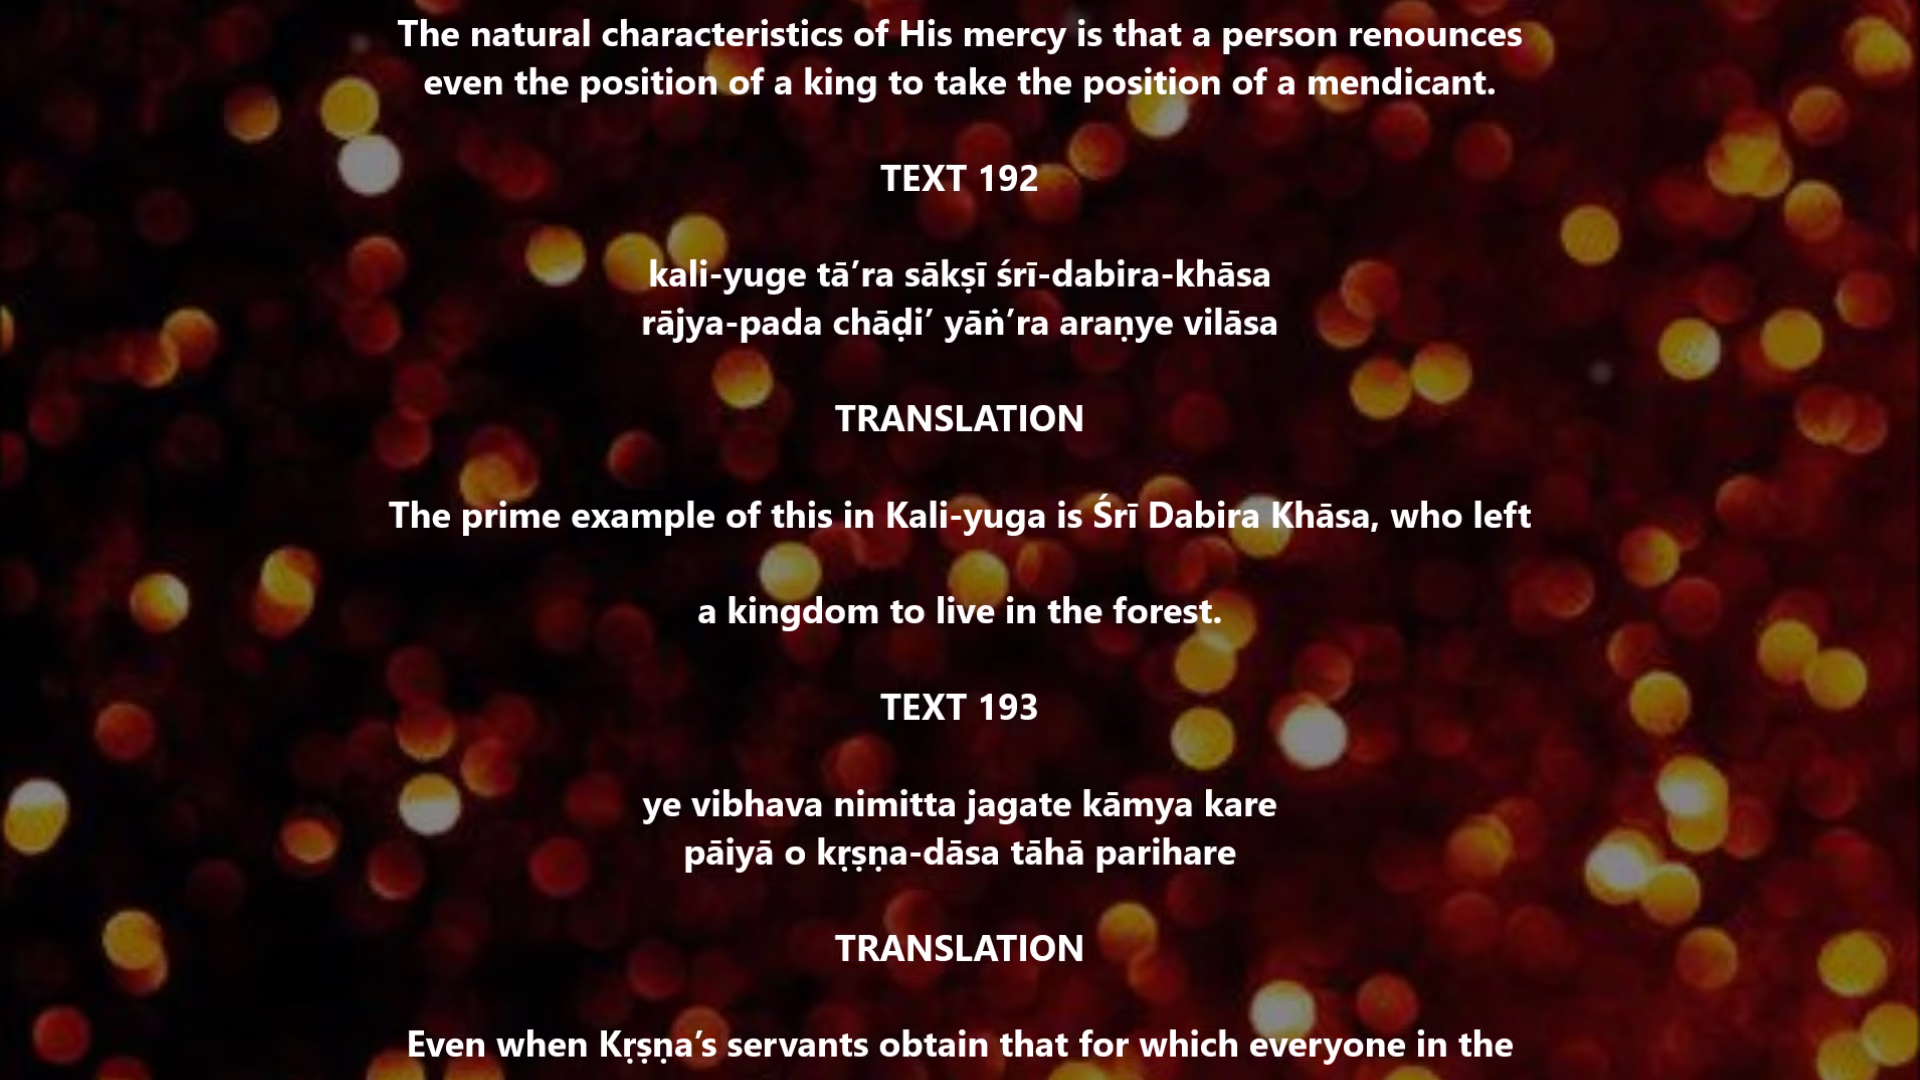 The natural characteristics of His mercy is that a person renounces
even the position of a king to take the position of a mendicant.
TEXT 192
kali-yuge tā’ra sākṣī śrī-dabira-khāsa
rājya-pada chāḍi’ yāṅ’ra araṇye vilāsa
TRANSLATION
The prime example of this in Kali-yuga is Śrī Dabira Khāsa, who left
a kingdom to live in the forest.
TEXT 193
ye vibhava nimitta jagate kāmya kare
pāiyā o kṛṣṇa-dāsa tāhā parihare
TRANSLATION
Even when Kṛṣṇa’s servants obtain that for which everyone in the